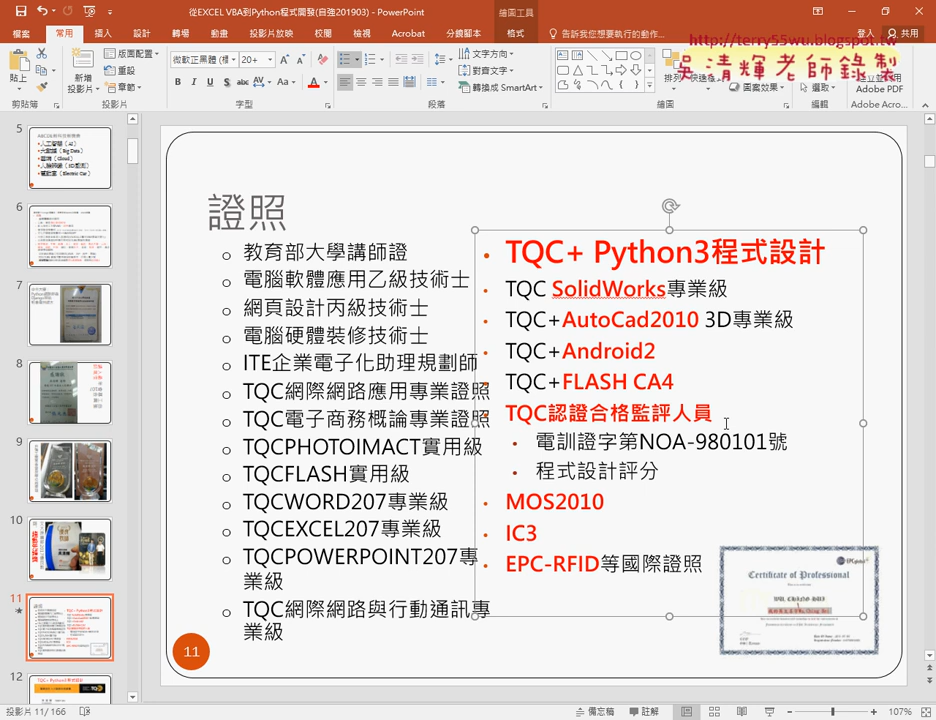 從EXCEL VBA到Python程式開發(自強201903) - PowerPoint
繪圖工具
檔案
常用
插入
設計
轉場
動畫
投影片放映
校閱
檢視
Acrobat
分鏡腳本
格式
告訴我您想要執行的動作...
登入
共用
http://terry55wu.blogspot.tw
吳清輝老師錄製
貼上
新增
投影片
版面配置
重設
章節
微軟正黑體 (標
20+
文字方向
對齊文字
轉換成 SmartArt
排列
快速樣
圖案效果
選取
Adobe PDF
剪貼簿
投影片
字型
段落
繪圖
編輯
Adobe Acro...
5
6
7
8
9
10
11
12
證照
教育部大學講師證
電腦軟體應用乙級技術士
網頁設計丙級技術士
電腦硬體裝修技術士
ITE企業電子化助理規劃師
TQC網際網路應用專業證照
TQC電子商務概論專業證照
TQCPHOTOIMACT實用級
TQCFLASH實用級
TQCWORD207專業級
TQCEXCEL207專業級
TQCPOWERPOINT207專
業級
TQC網際網路與行動通訊專
業級
TQC+ Python3程式設計
TQC SolidWorks專業級
TQC+AutoCad2010 3D專業級
TQC+Android2
TQC+FLASH CA4
TQC認證合格監評人員
電訓證字第NOA-980101號
程式設計評分
MOS2010
IC3
EPC-RFID等國際證照
Certificate of Professional
WU, CHING-HUI
11
投影片 11/166
備忘稿
註解
107%